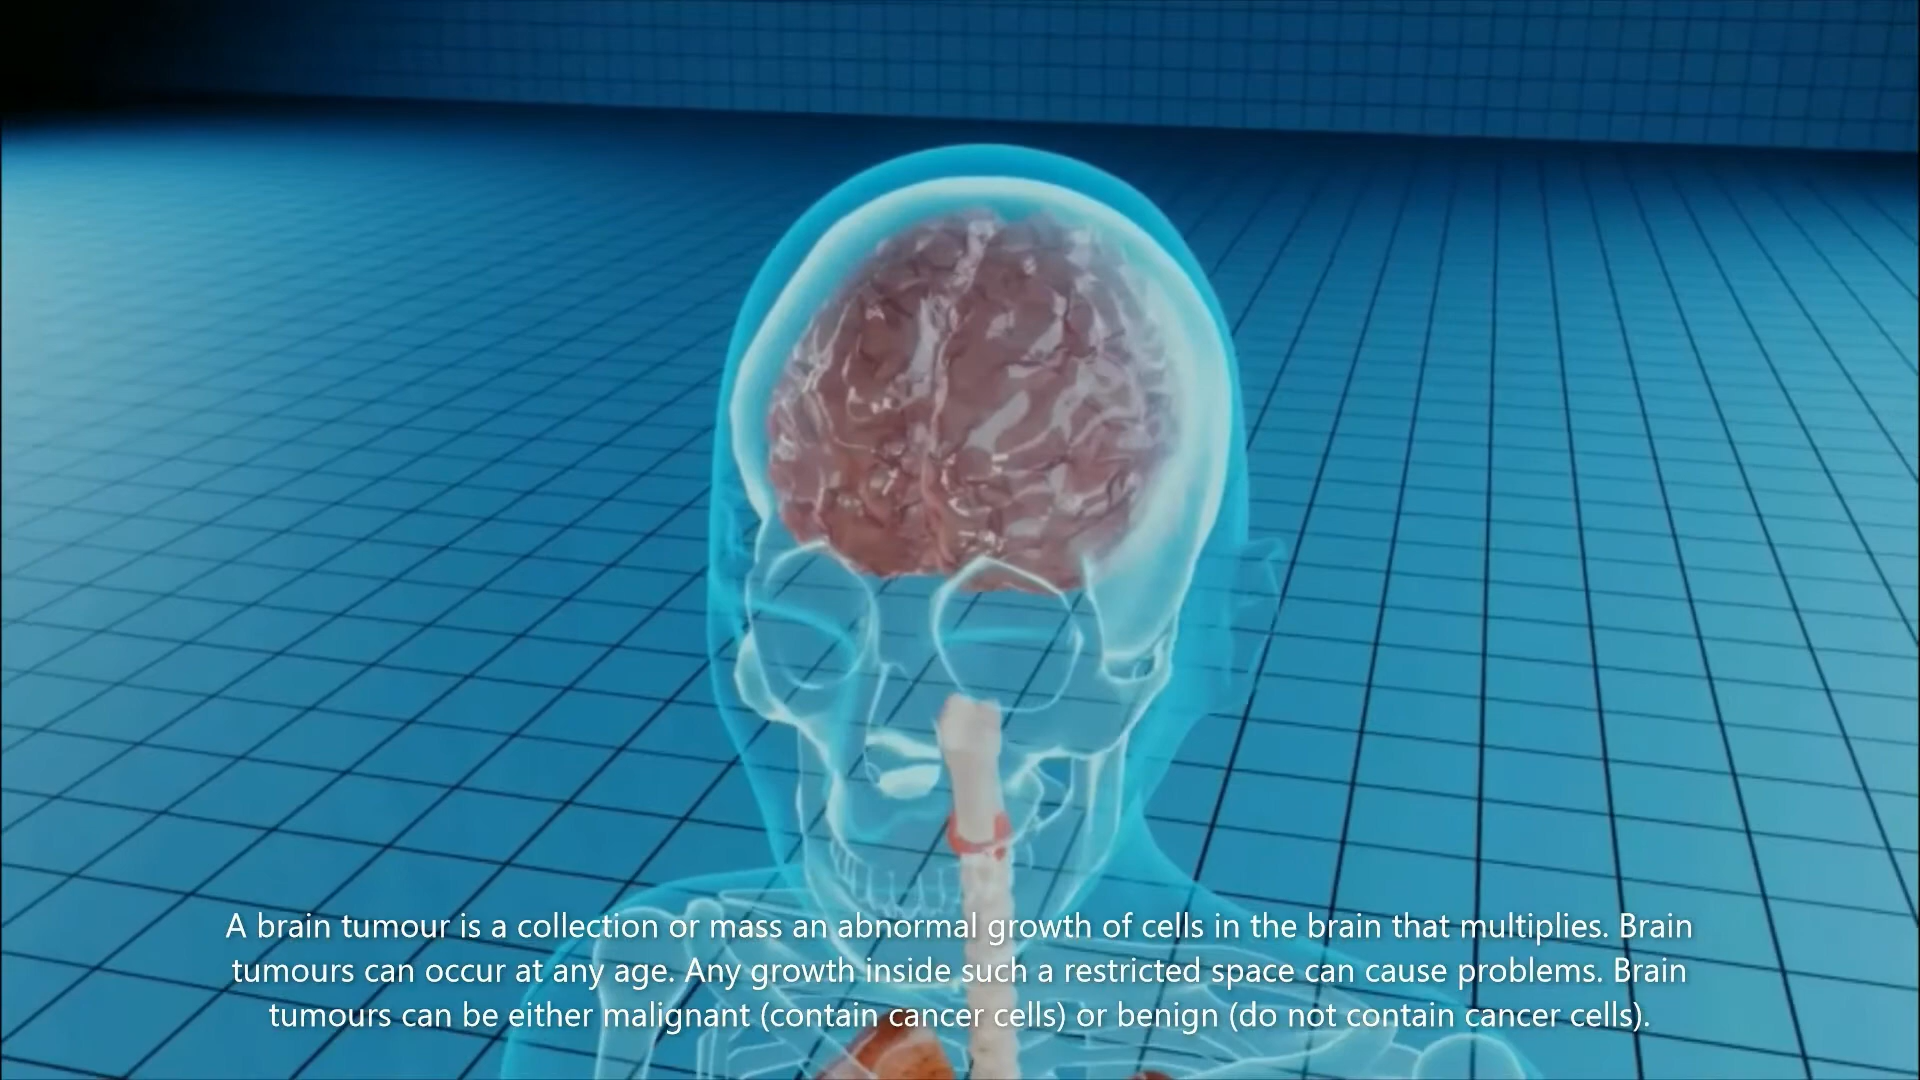 A brain tumour is a collection or mass an abnormal growth of cells in the brain that multiplies. Brain
tumours can occur at any age. Any growth inside such a restricted space can cause problems. Brain
tumours can be either malignant (contain cancer cells) or benign (do not contain cancer cells).